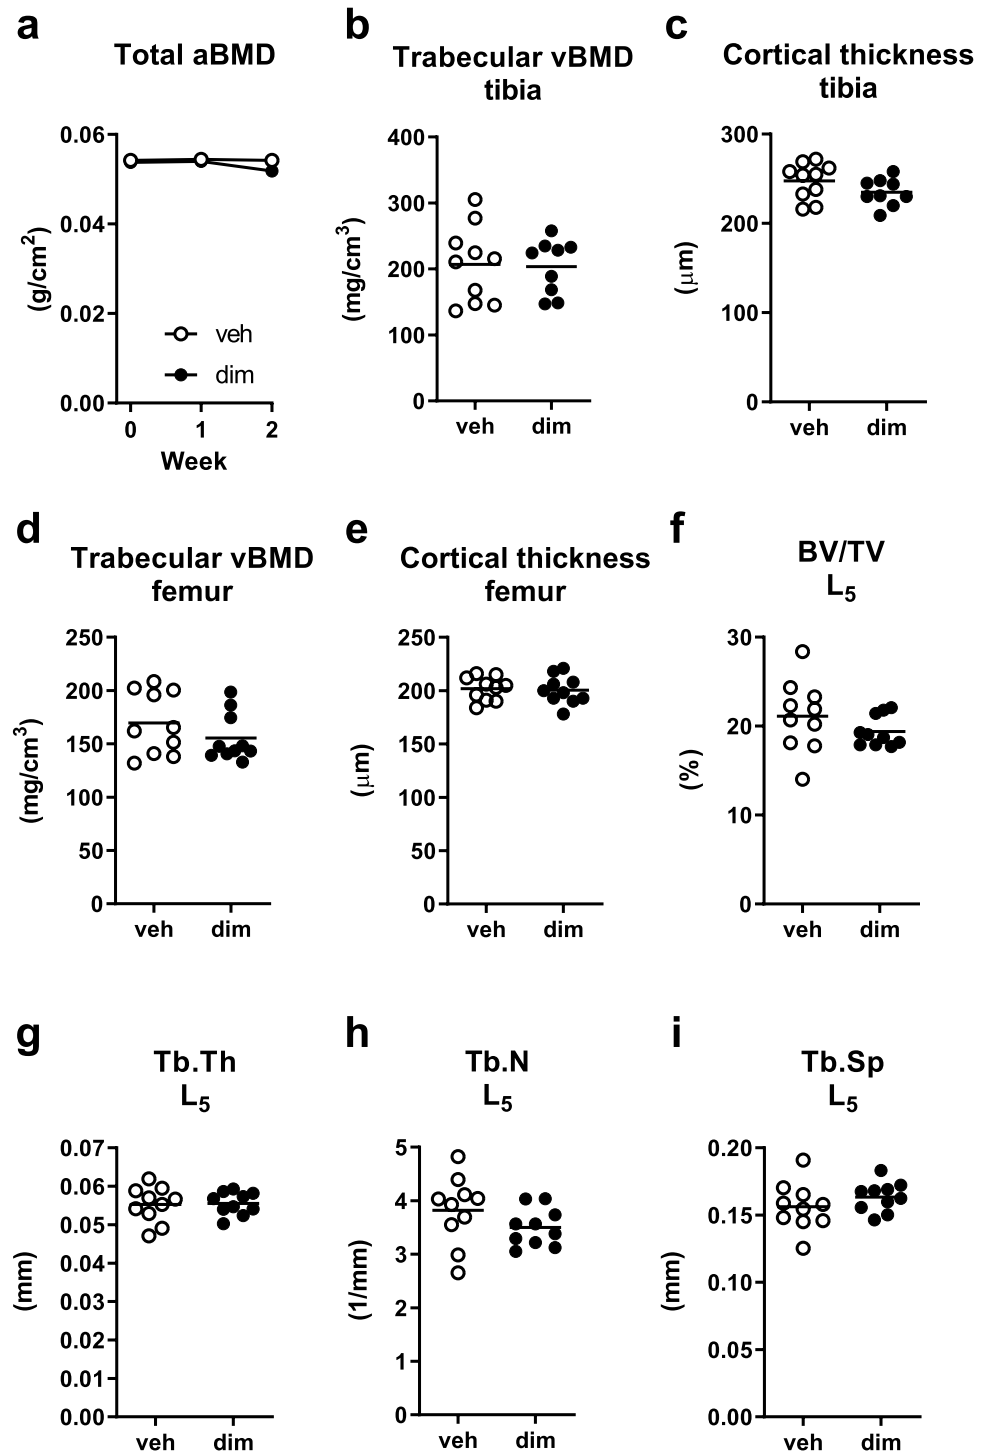 a
Total aBMD
0.06
0.04
0.02
0.00
(g/cm²)
veh
dim
0 1 2
Week
b
Trabecular vBMD
tibia
400
300
200
100
0
(mg/cm³)
veh dim
c
Cortical thickness
tibia
300
200
100
0
(µm)
veh dim
d
Trabecular vBMD
femur
250
200
150
100
50
0
(mg/cm³)
veh dim
e
Cortical thickness
femur
250
200
150
100
50
0
(µm)
veh dim
f
BV/TV
L₅
30
20
10
0
(%)
veh dim
g
Tb.Th
L₅
0.07
0.06
0.05
0.04
0.03
0.02
0.01
0.00
(mm)
veh dim
h
Tb.N
L₅
5
4
3
2
1
0
(1/mm)
veh dim
i
Tb.Sp
L₅
0.20
0.15
0.10
0.05
0.00
(mm)
veh dim